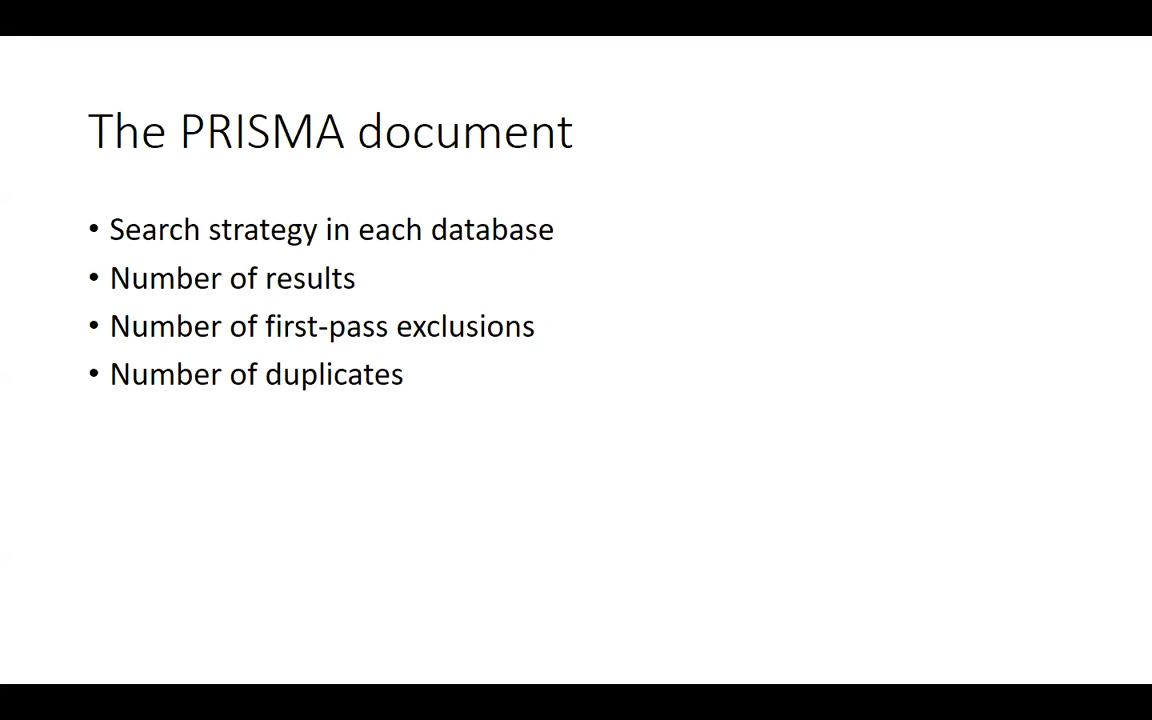 The PRISMA document
• Search strategy in each database
• Number of results
• Number of first-pass exclusions
• Number of duplicates